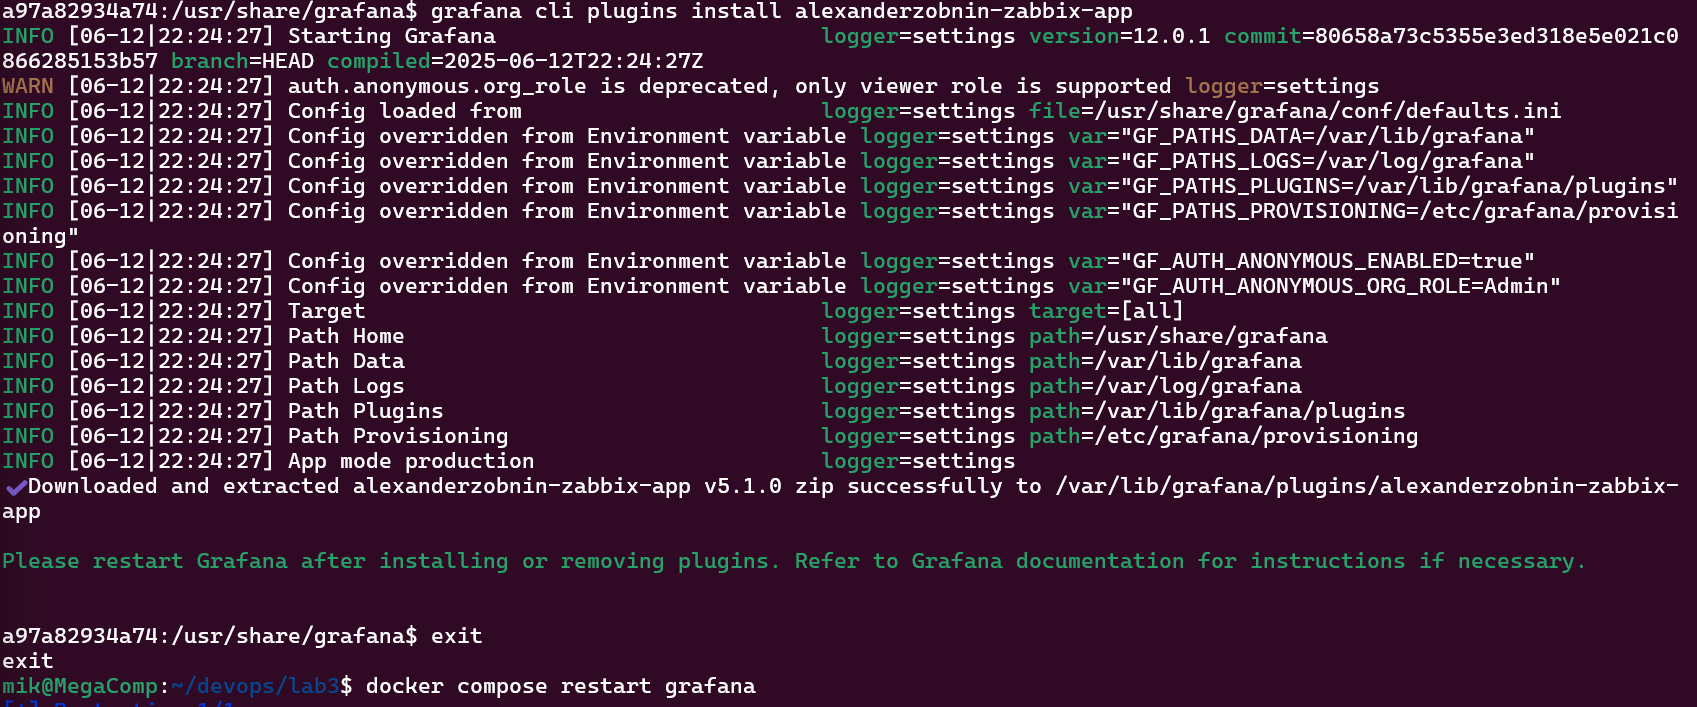 a97a82934a74:/usr/share/grafana$ grafana cli plugins install alexanderzobnin-zabbix-app
INFO [06-12|22:24:27] Starting Grafana                         logger=settings version=12.0.1 commit=80658a73c5355e3ed318e5e021c0
866285153b57 branch=HEAD compiled=2025-06-12T22:24:27Z
WARN [06-12|22:24:27] auth.anonymous.org_role is deprecated, only viewer role is supported logger=settings
INFO [06-12|22:24:27] Config loaded from                       logger=settings file=/usr/share/grafana/conf/defaults.ini
INFO [06-12|22:24:27] Config overridden from Environment variable logger=settings var="GF_PATHS_DATA=/var/lib/grafana"
INFO [06-12|22:24:27] Config overridden from Environment variable logger=settings var="GF_PATHS_LOGS=/var/log/grafana"
INFO [06-12|22:24:27] Config overridden from Environment variable logger=settings var="GF_PATHS_PLUGINS=/var/lib/grafana/plugins"
INFO [06-12|22:24:27] Config overridden from Environment variable logger=settings var="GF_PATHS_PROVISIONING=/etc/grafana/provisi
oning"
INFO [06-12|22:24:27] Config overridden from Environment variable logger=settings var="GF_AUTH_ANONYMOUS_ENABLED=true"
INFO [06-12|22:24:27] Config overridden from Environment variable logger=settings var="GF_AUTH_ANONYMOUS_ORG_ROLE=Admin"
INFO [06-12|22:24:27] Target                                   logger=settings target=[all]
INFO [06-12|22:24:27] Path Home                                logger=settings path=/usr/share/grafana
INFO [06-12|22:24:27] Path Data                                logger=settings path=/var/lib/grafana
INFO [06-12|22:24:27] Path Logs                                logger=settings path=/var/log/grafana
INFO [06-12|22:24:27] Path Plugins                             logger=settings path=/var/lib/grafana/plugins
INFO [06-12|22:24:27] Path Provisioning                        logger=settings path=/etc/grafana/provisioning
INFO [06-12|22:24:27] App mode production                      logger=settings
✔Downloaded and extracted alexanderzobnin-zabbix-app v5.1.0 zip successfully to /var/lib/grafana/plugins/alexanderzobnin-zabbix-
app
Please restart Grafana after installing or removing plugins. Refer to Grafana documentation for instructions if necessary.
a97a82934a74:/usr/share/grafana$ exit
exit
mik@MegaComp:~/devops/lab3$ docker compose restart grafana